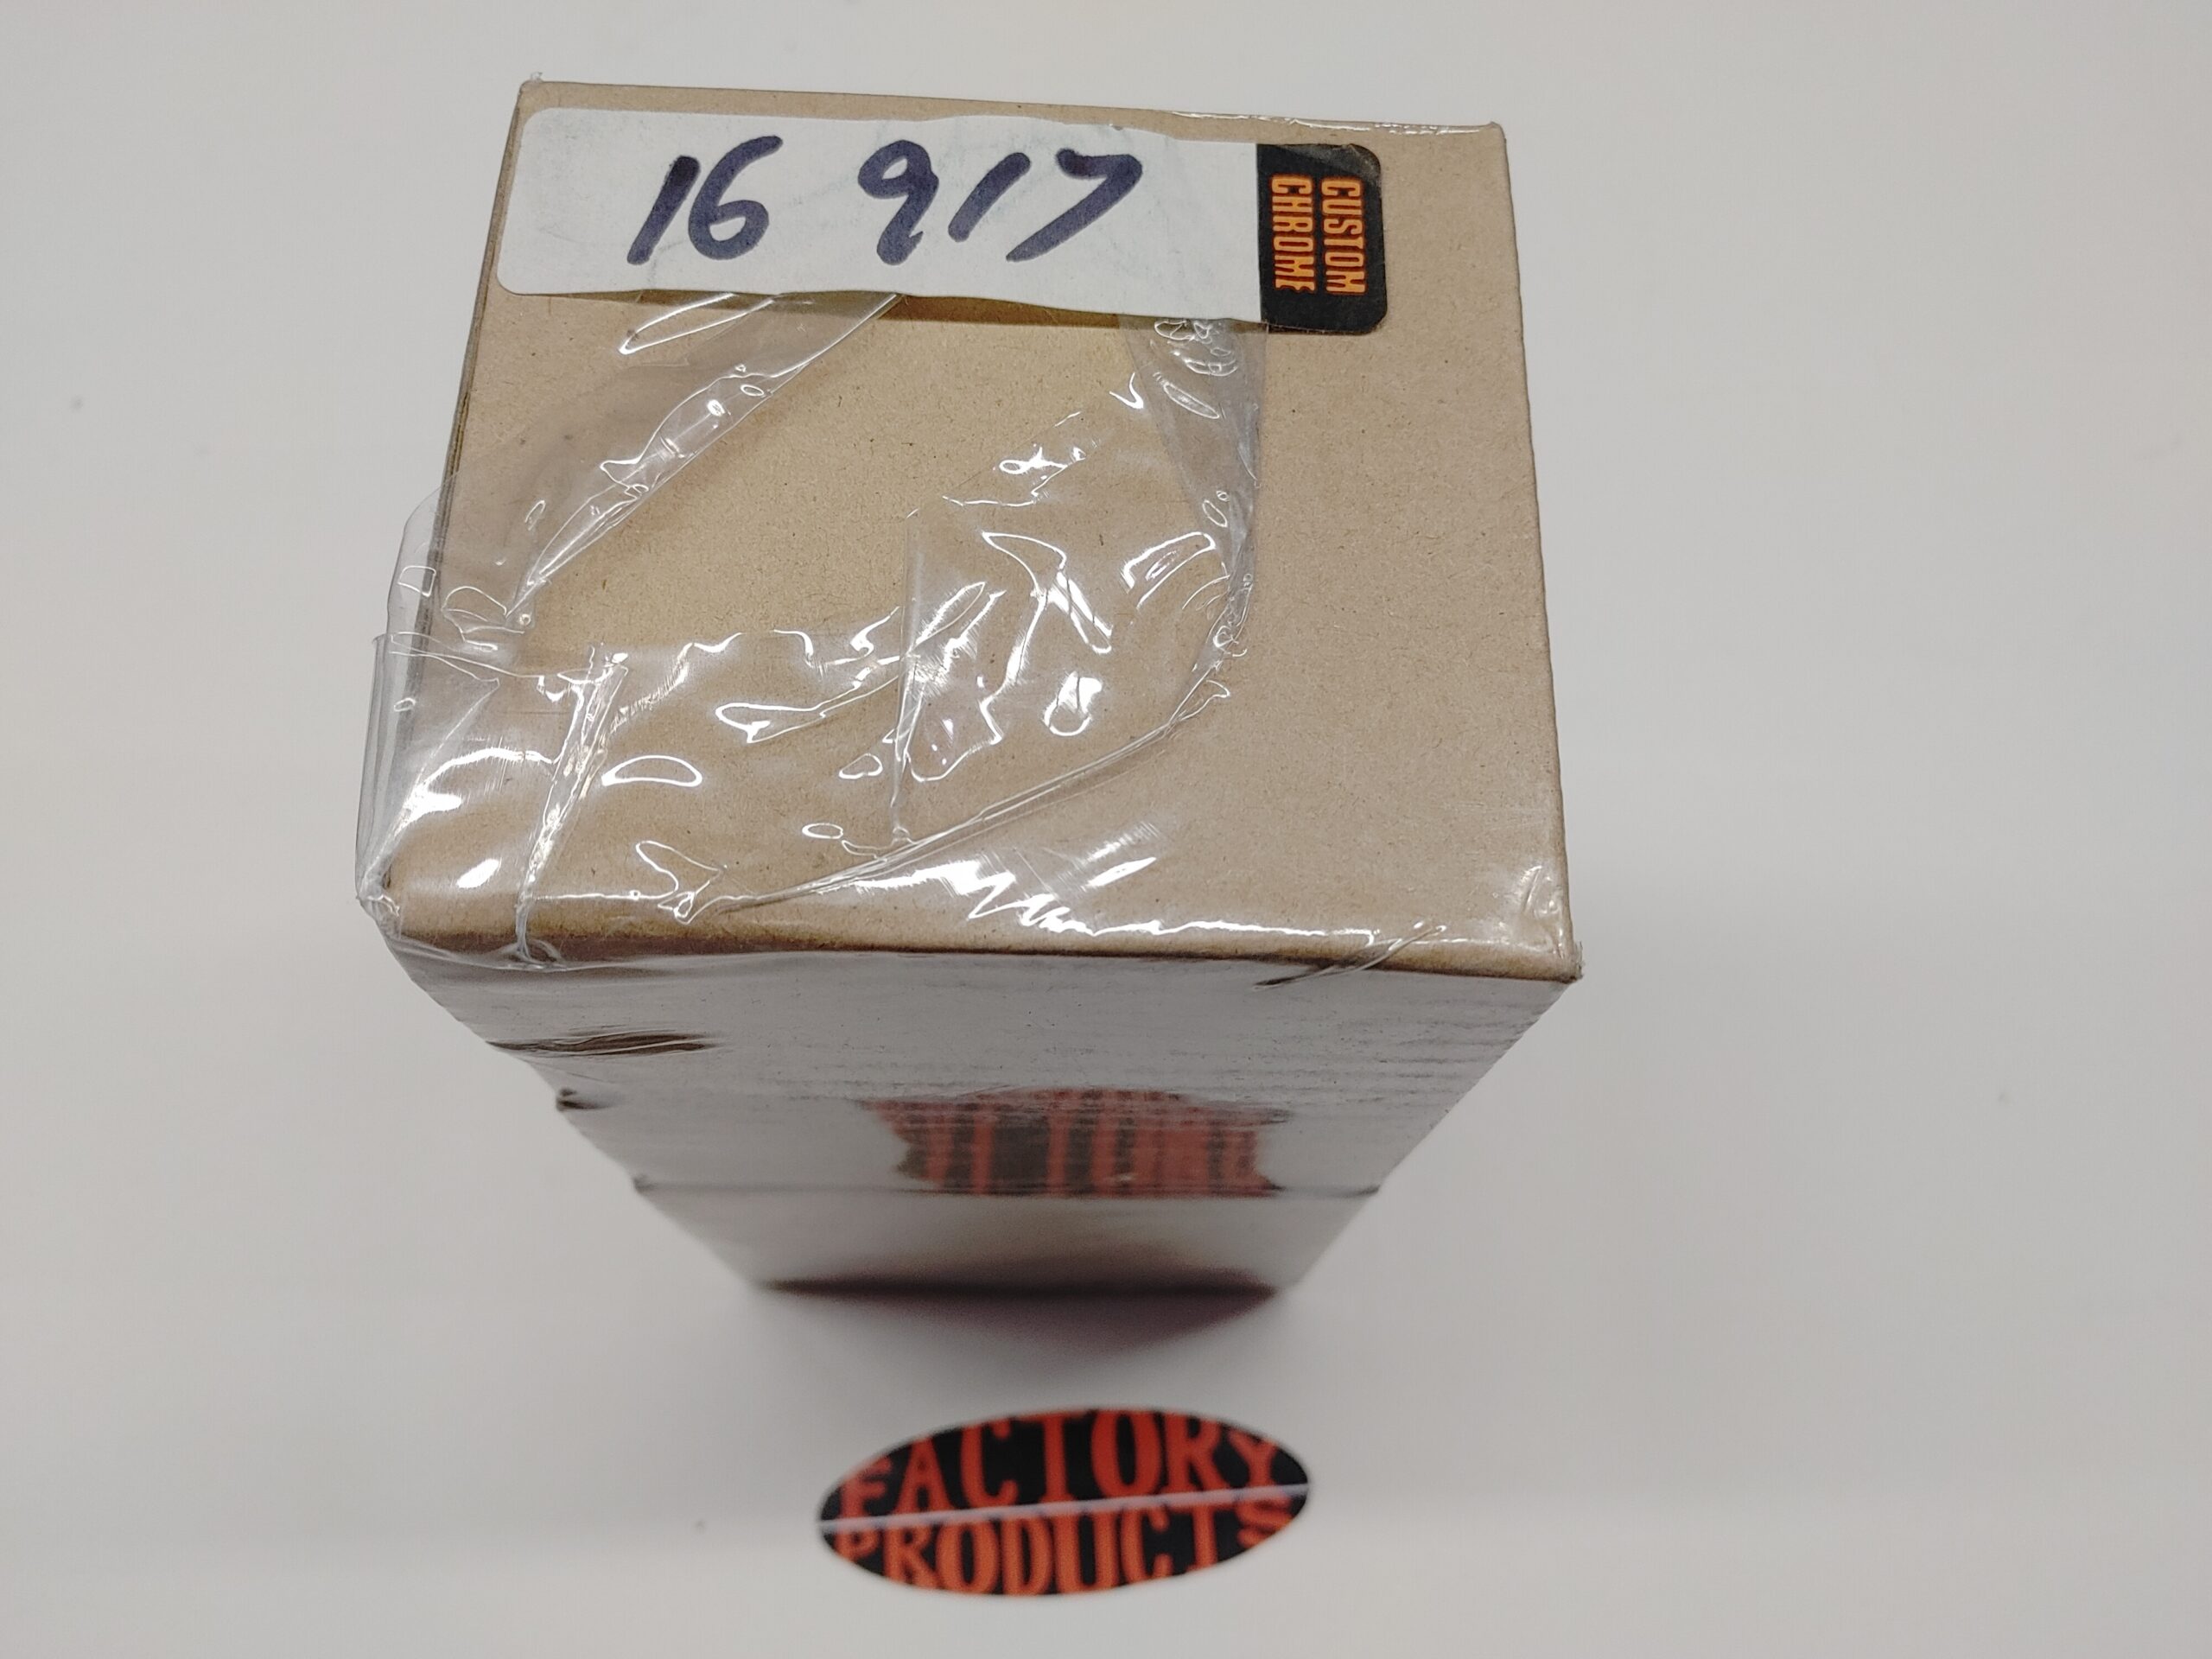 16 917
CUSTOM
CHROME
FACTORY
PRODUCTS